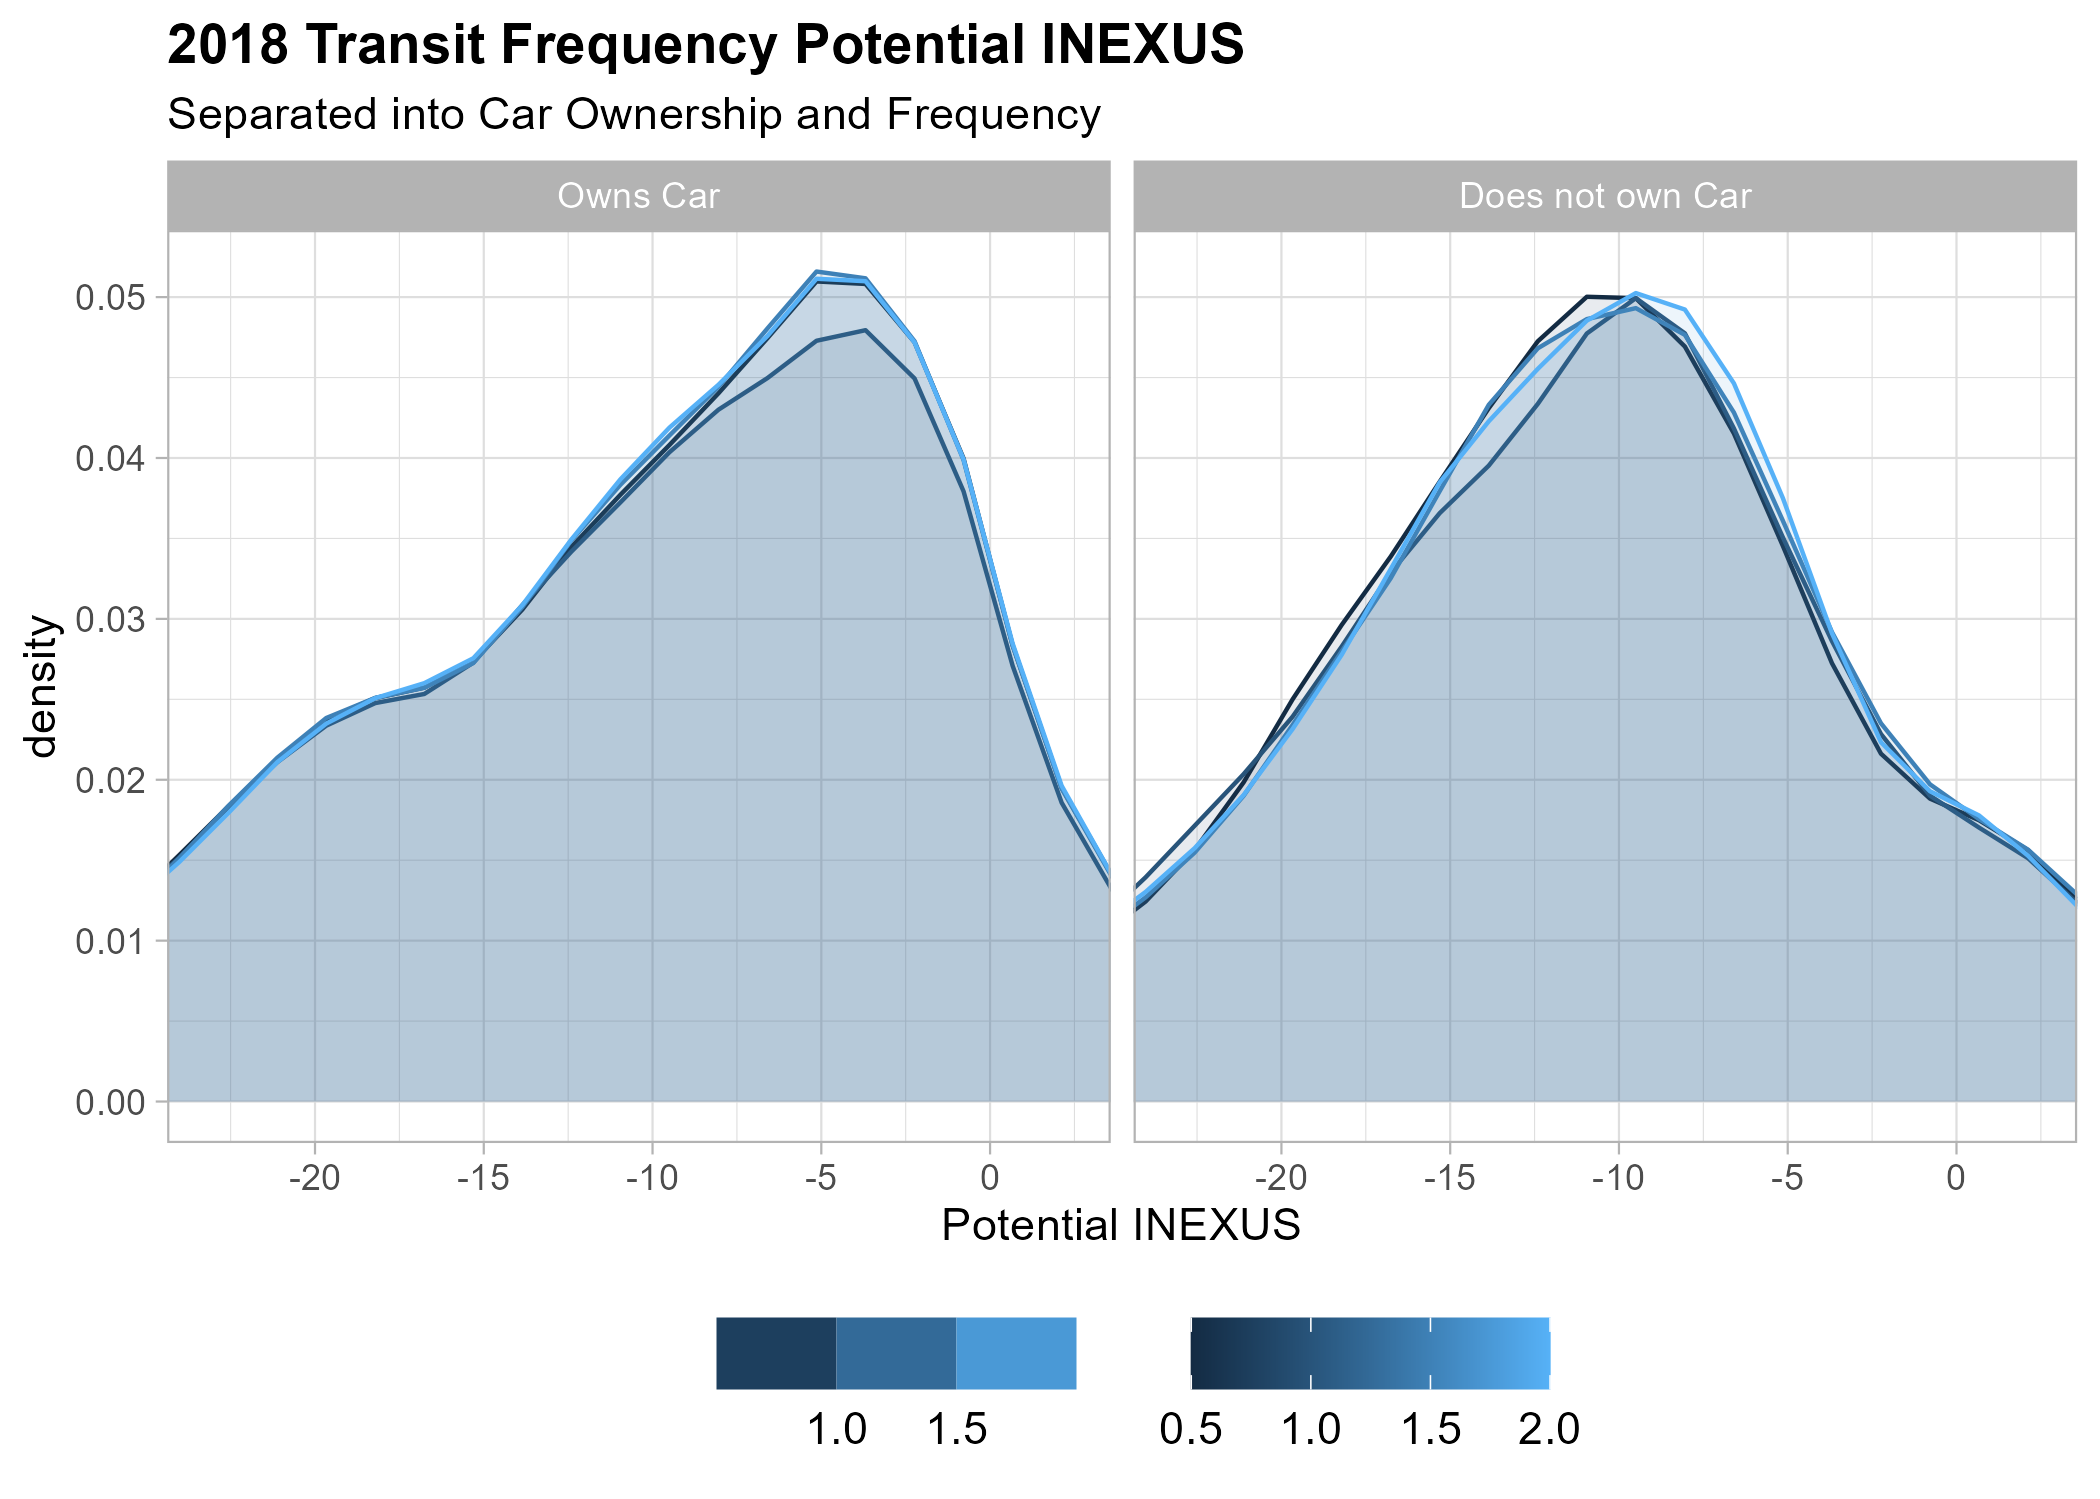 2018 Transit Frequency Potential INEXUS
Separated into Car Ownership and Frequency
Owns Car
Does not own Car
density
0.05
0.04
0.03
0.02
0.01
0.00
-20 -15 -10 -5 0
-20 -15 -10 -5 0
Potential INEXUS
1.0 1.5
0.5 1.0 1.5 2.0